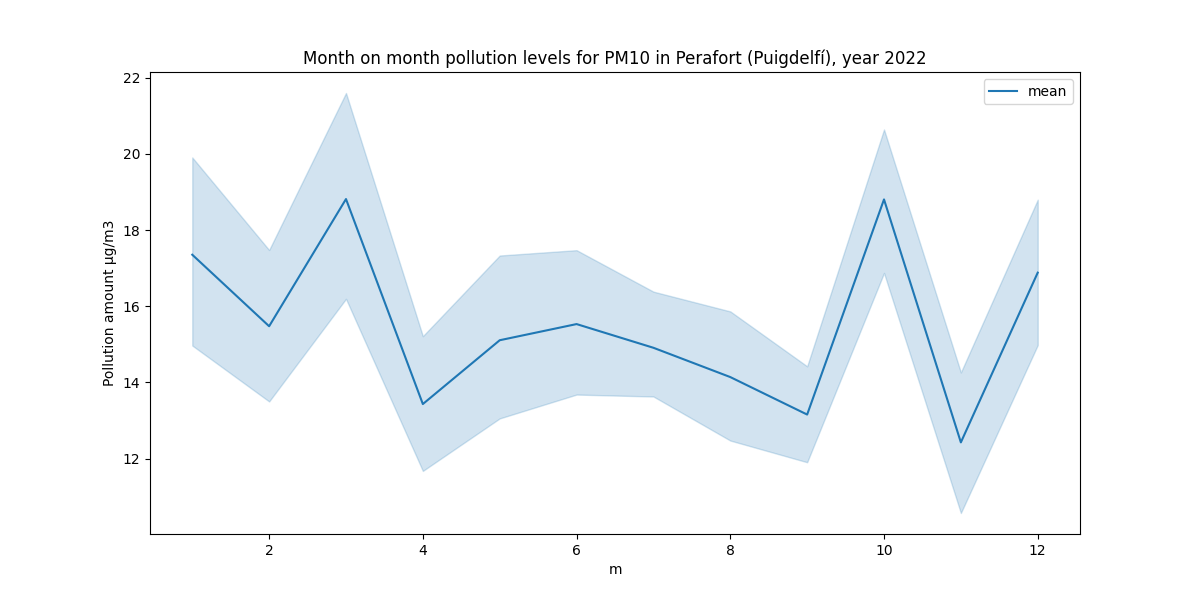 Month on month pollution levels for PM10 in Perafort (Puigdelfí), year 2022
mean
Pollution amount µg/m3
22
20
18
16
14
12
2 4 6 8 10 12
m